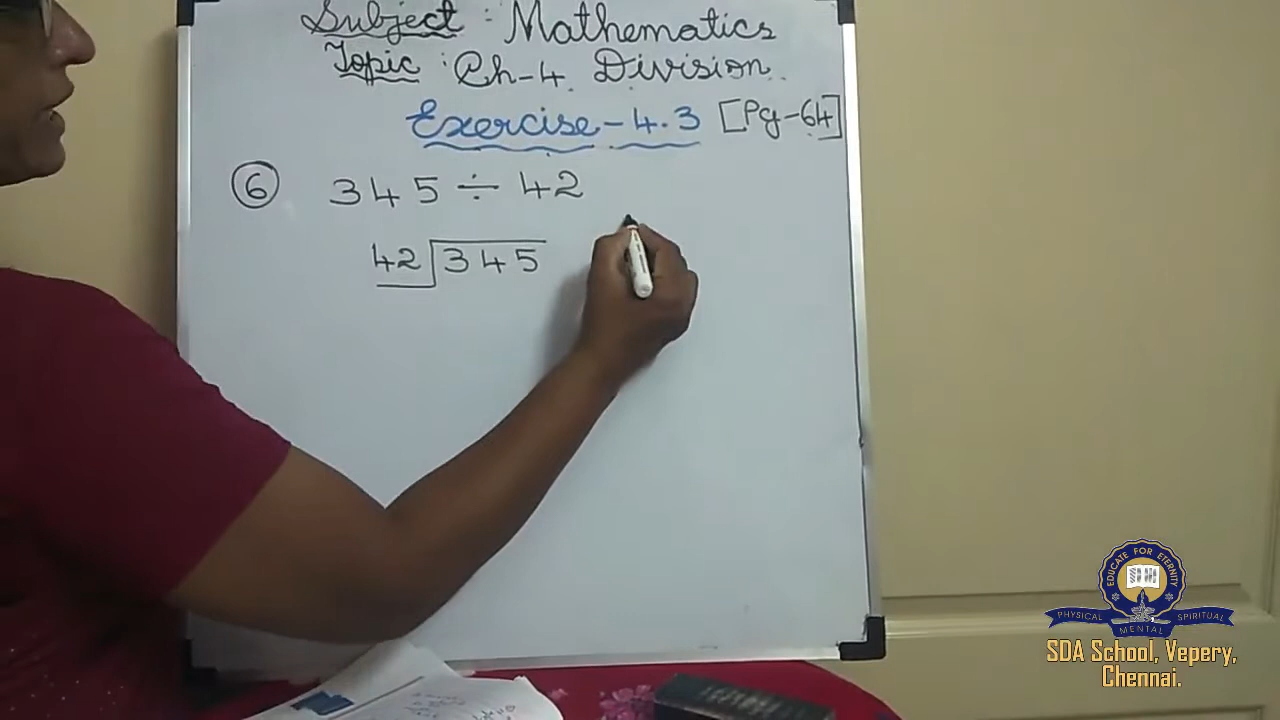 Subject : Mathematics
Topic : Ch-4 Division
Exercise - 4.3 [Pg-64]
6 345 ÷ 42
42 345
EDUCATE FOR ETERNITY
PHYSICAL MENTAL SPIRITUAL
SDA School, Vepery,
Chennai.